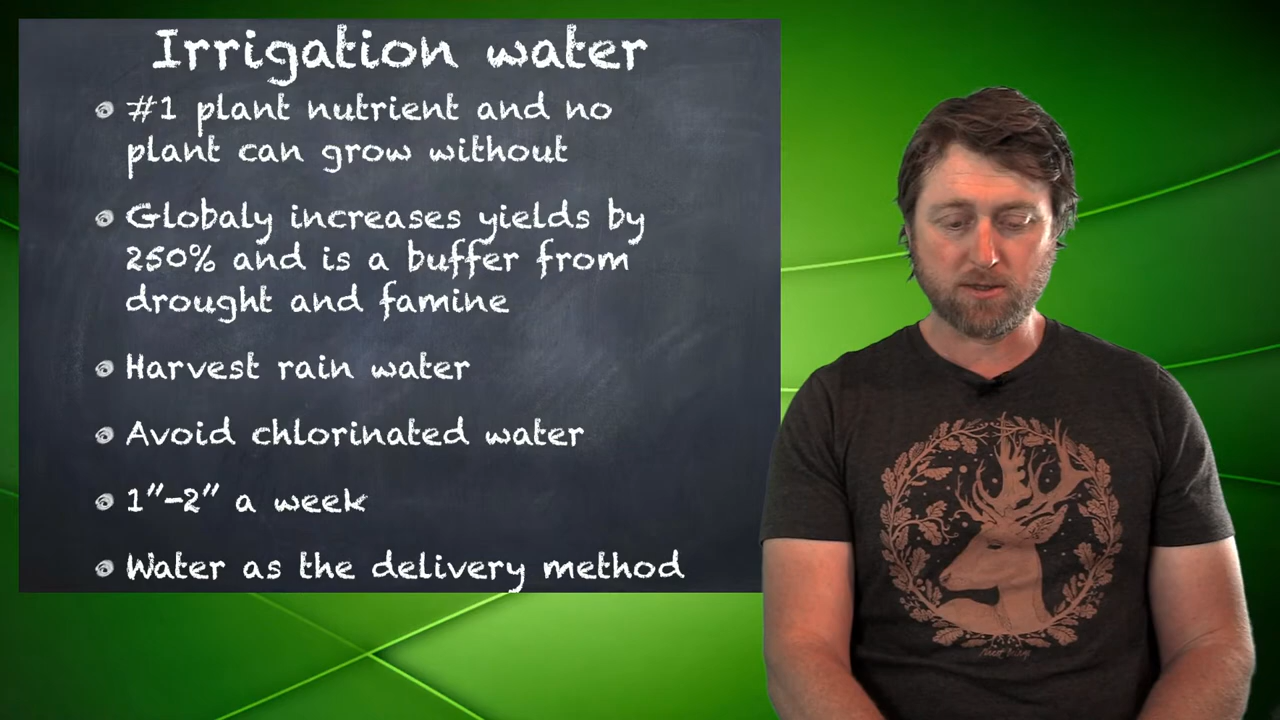 Irrigation water
#1 plant nutrient and no
plant can grow without
Globaly increases yields by
250% and is a buffer from
drought and famine
Harvest rain water
Avoid chlorinated water
1"-2" a week
Water as the delivery method